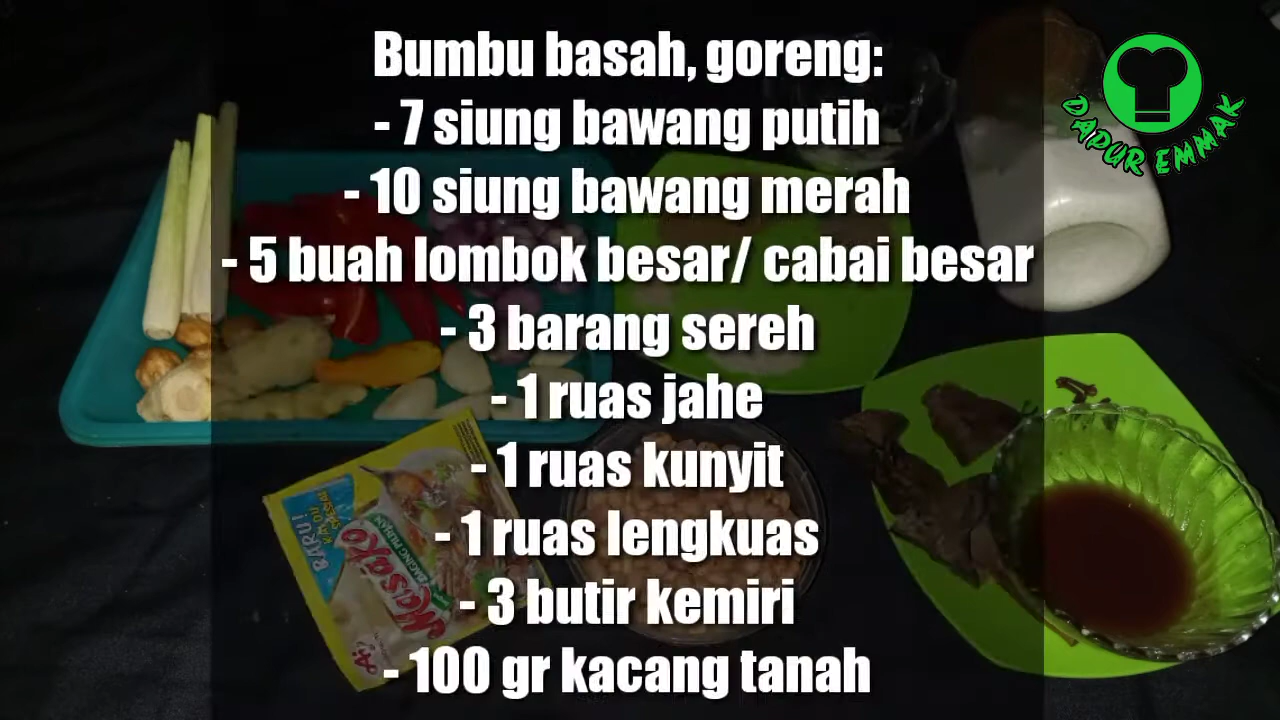 Bumbu basah, goreng:
- 7 siung bawang putih
- 10 siung bawang merah
- 5 buah lombok besar/ cabai besar
- 3 barang sereh
- 1 ruas jahe
- 1 ruas kunyit
- 1 ruas lengkuas
- 3 butir kemiri
- 100 gr kacang tanah
DAPUR EMMAK
BARU!
Masako